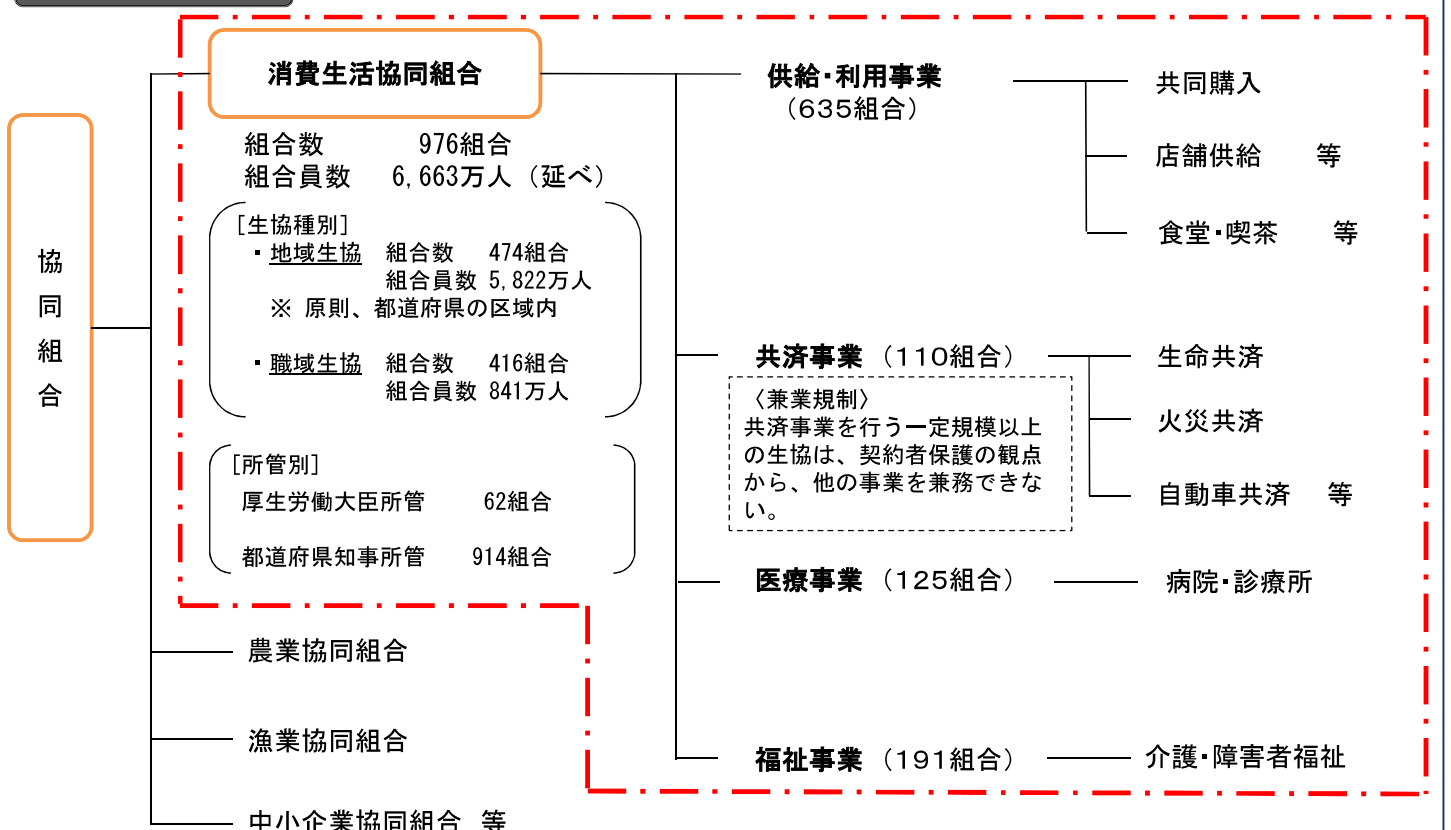 協同組合
消費生活協同組合
組合数 976組合
組合員数 6,663万人（延べ）
[生協種別]
・地域生協 組合数 474組合
組合員数 5,822万人
※ 原則、都道府県の区域内
・職域生協 組合数 416組合
組合員数 841万人
[所管別]
厚生労働大臣所管 62組合
都道府県知事所管 914組合
農業協同組合
漁業協同組合
中小企業協同組合 等
供給・利用事業
（635組合）
共同購入
店舗供給 等
食堂・喫茶 等
共済事業（110組合）
〈兼業規制〉
共済事業を行う一定規模以上
の生協は、契約者保護の観点
から、他の事業を兼務できな
い。
生命共済
火災共済
自動車共済 等
医療事業（125組合）
病院・診療所
福祉事業（191組合）
介護・障害者福祉